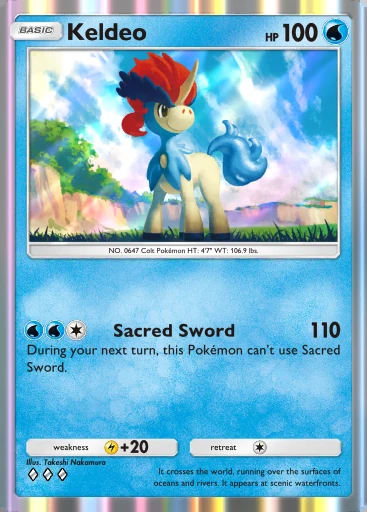 BASIC Keldeo HP 100
NO. 0647 Colt Pokémon HT: 4'7" WT: 106.9 lbs.
Sacred Sword 110
During your next turn, this Pokémon can't use Sacred
Sword.
weakness +20 retreat
Illus. Takeshi Nakamura
It crosses the world, running over the surfaces of
oceans and rivers. It appears at scenic waterfronts.